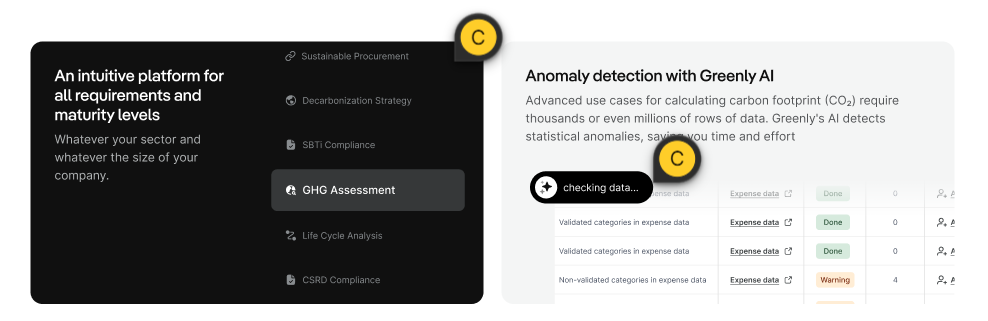 C
An intuitive platform for
all requirements and
maturity levels
Whatever your sector and
whatever the size of your
company.
Sustainable Procurement
Decarbonization Strategy
SBTi Compliance
GHG Assessment
Life Cycle Analysis
CSRD Compliance
Anomaly detection with Greenly AI
Advanced use cases for calculating carbon footprint (CO₂) require
thousands or even millions of rows of data. Greenly's AI detects
statistical anomalies, saving you time and effort
C
checking data...
expense data Expense data Done 0 A
Validated categories in expense data Expense data Done 0 A
Validated categories in expense data Expense data Done 0 A
Non-validated categories in expense data Expense data Warning 4 A